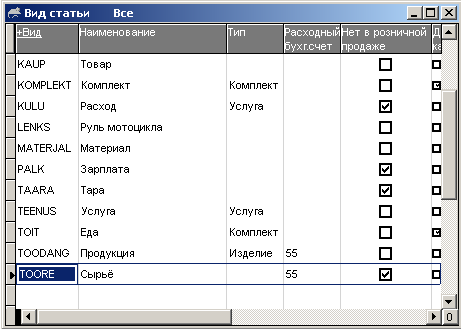 Вид статьи Все
+Вид Наименование Тип Расходный бухг.счет Нет в розничной продаже Д ка
KAUP Товар
KOMPLEKT Комплект Комплект
KULU Расход Услуга
LENKS Руль мотоцикла
MATERJAL Материал
PALK Зарплата
TAARA Тара
TEENUS Услуга Услуга
TOIT Еда Комплект
TOODANG Продукция Изделие 55
TOORE Сырьё 55
0